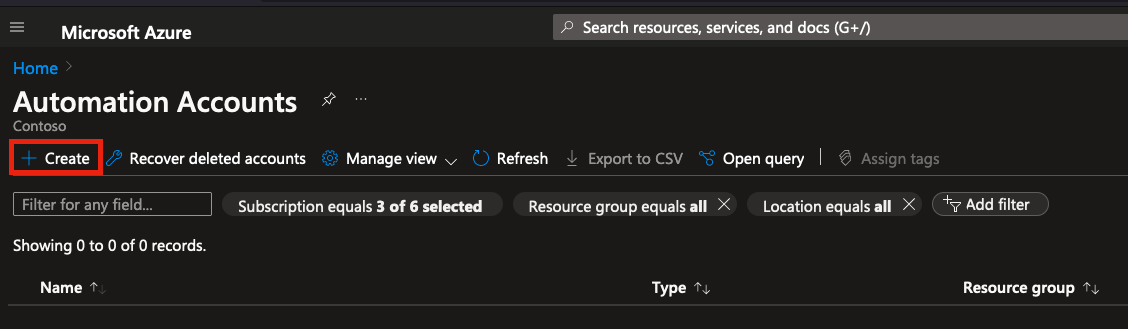 Microsoft Azure
Search resources, services, and docs (G+/)
Home
Automation Accounts
...
Contoso
+ Create Recover deleted accounts Manage view Refresh Export to CSV Open query Assign tags
Filter for any field... Subscription equals 3 of 6 selected Resource group equals all Location equals all Add filter
Showing 0 to 0 of 0 records.
Name Type Resource group